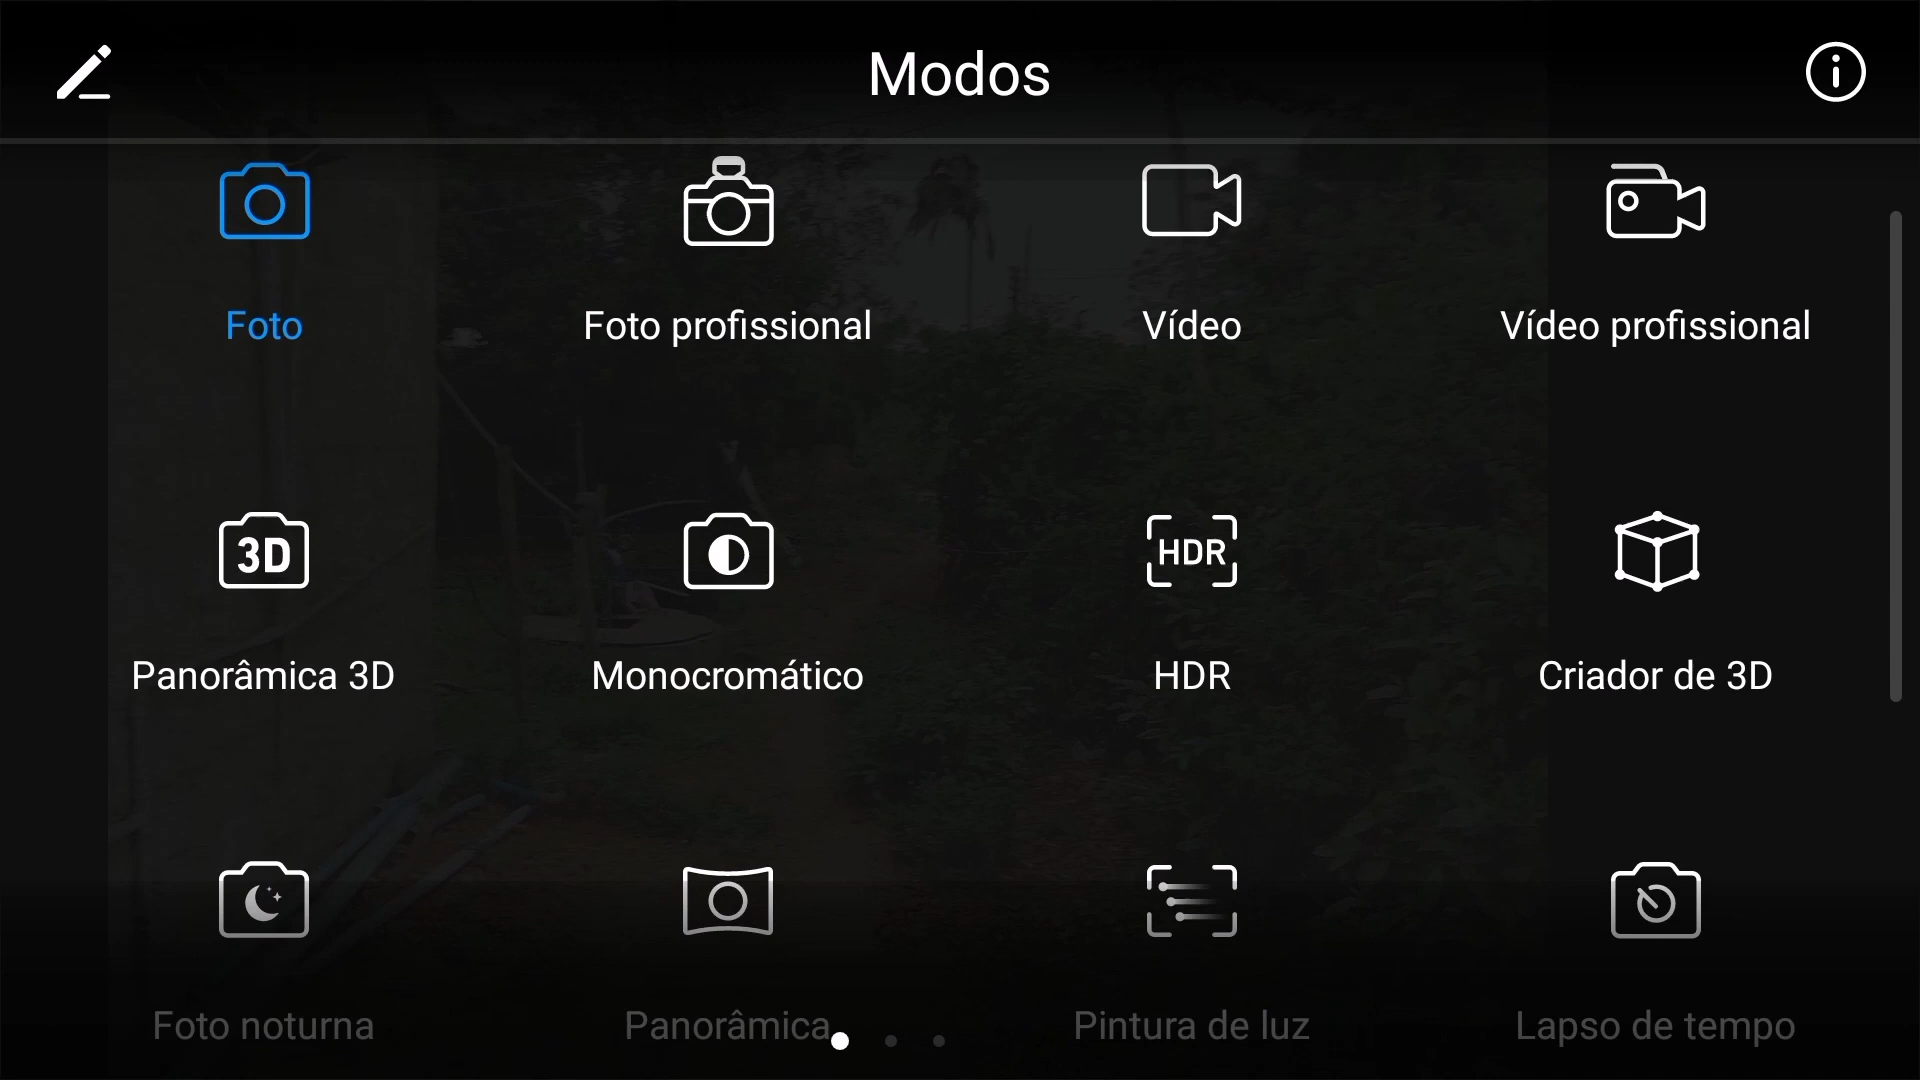 Modos
Foto
Foto profissional
Vídeo
Vídeo profissional
3D
HDR
Panorâmica 3D
Monocromático
HDR
Criador de 3D
Foto noturna
Panorâmica
Pintura de luz
Lapso de tempo